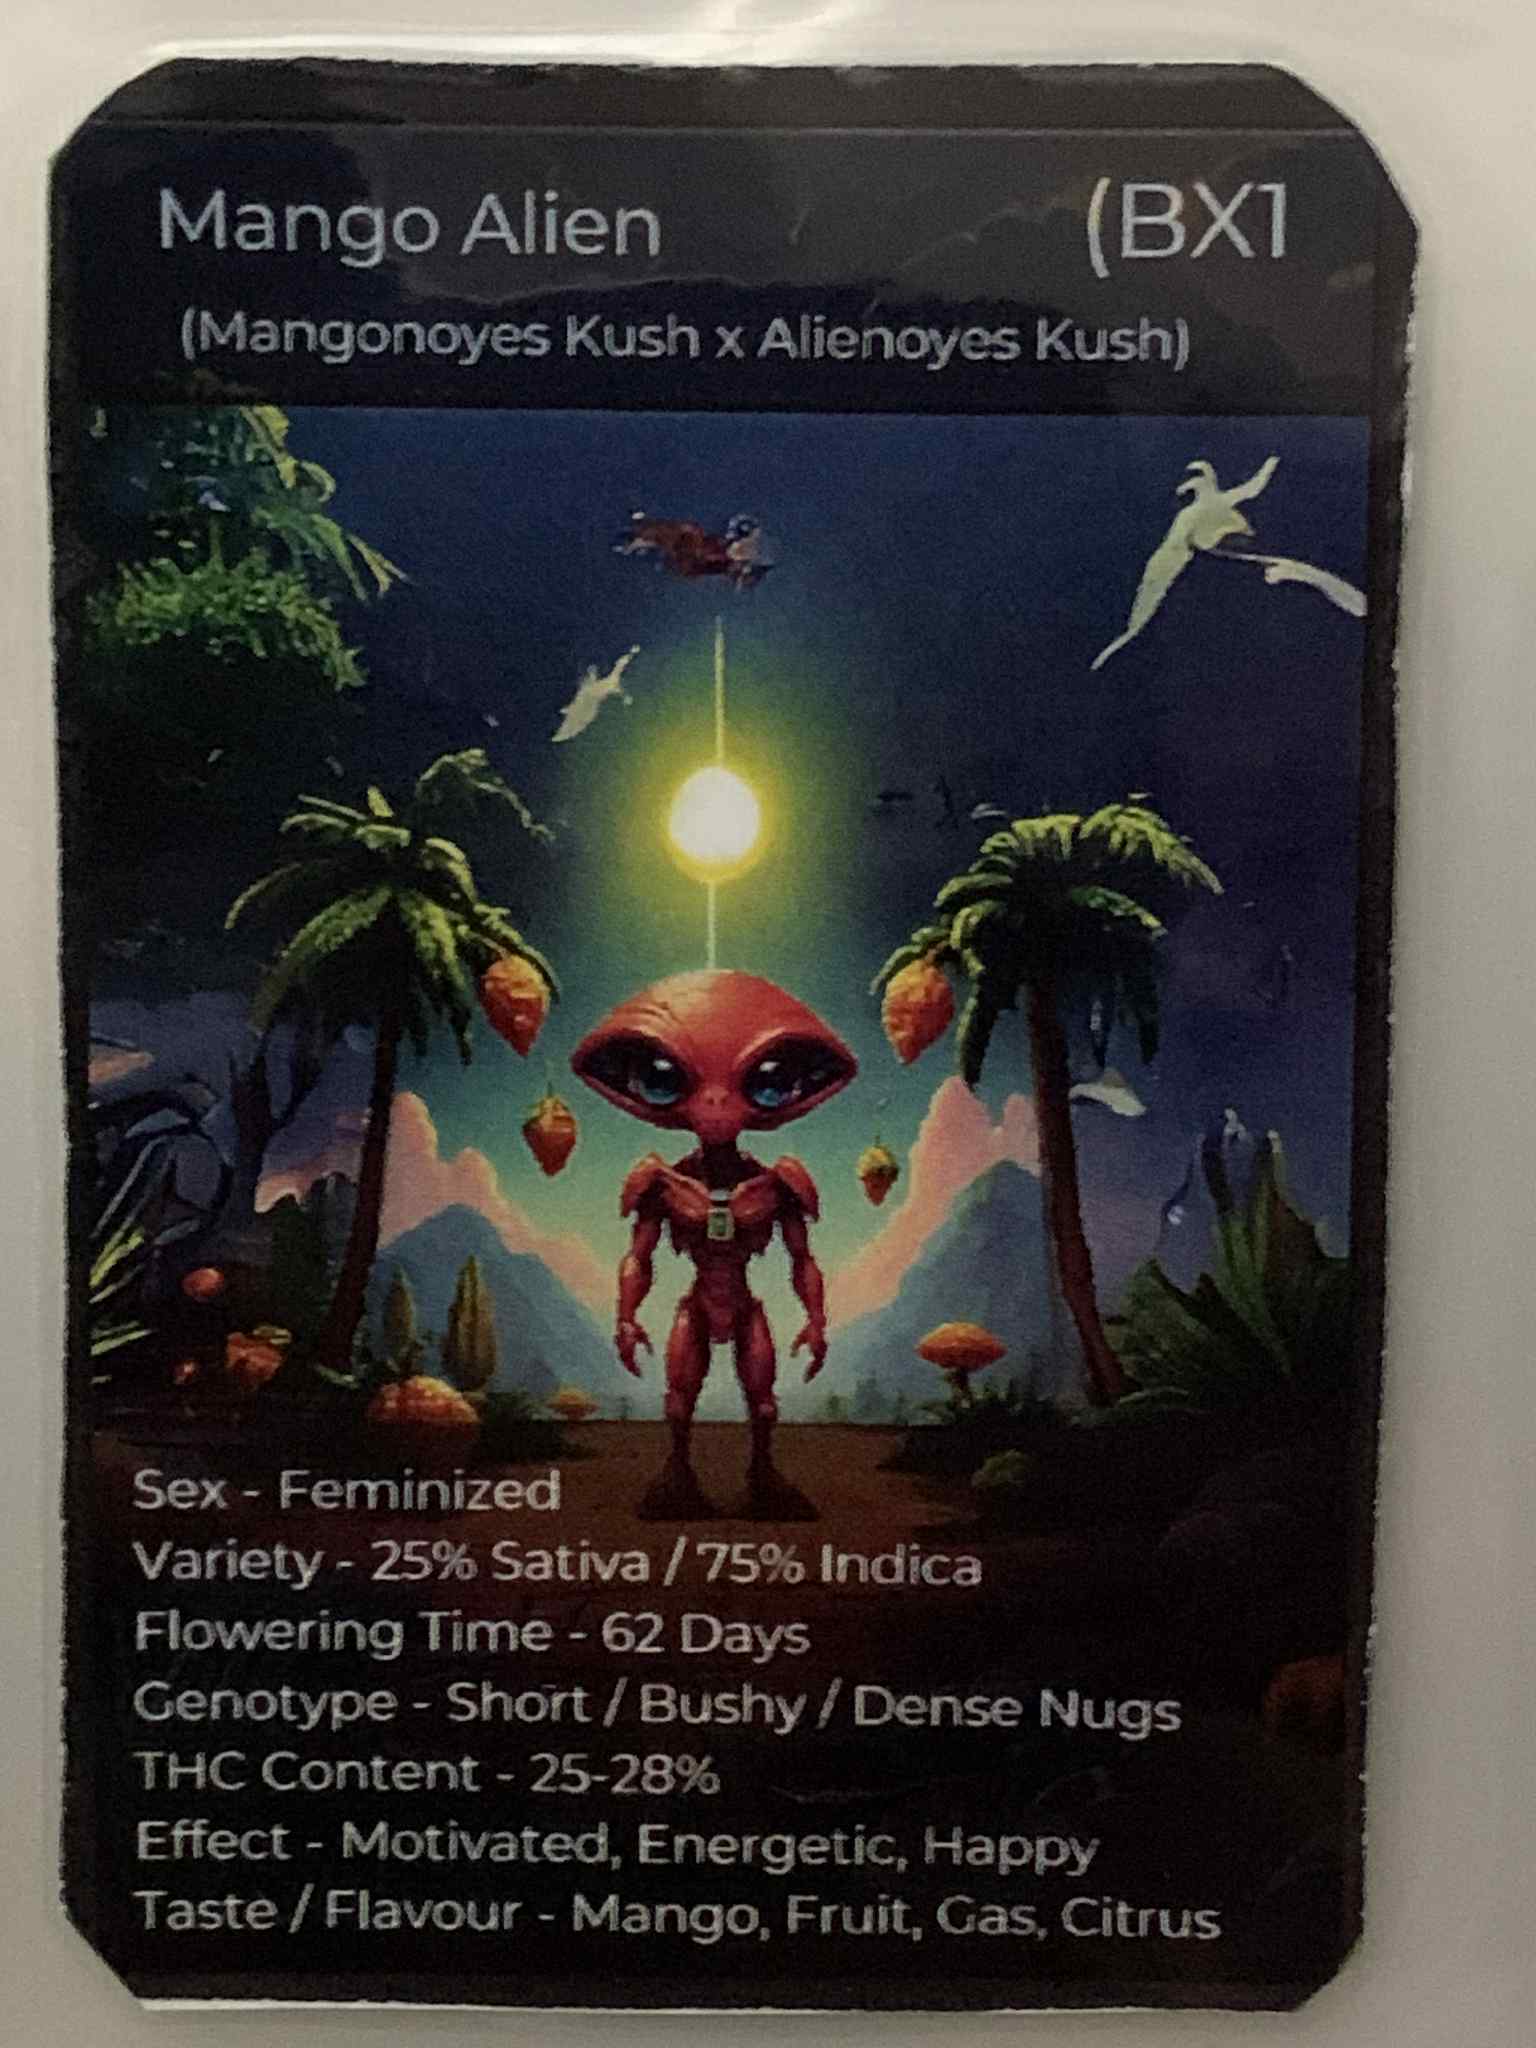 Mango Alien (BX1
(Mangonoyes Kush x Alienoyes Kush)
Sex - Feminized
Variety - 25% Sativa / 75% Indica
Flowering Time - 62 Days
Genotype - Short / Bushy / Dense Nugs
THC Content - 25-28%
Effect - Motivated, Energetic, Happy
Taste / Flavour - Mango, Fruit, Gas, Citrus